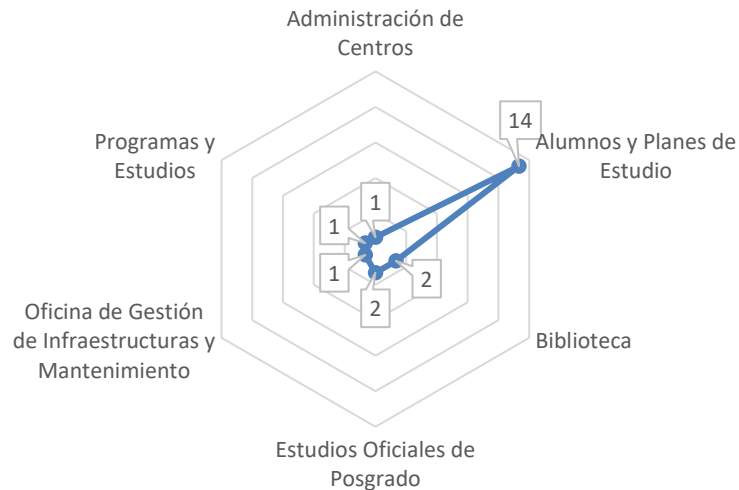 Administración de
Centros
14
Alumnos y Planes de
Estudio
Programas y
Estudios
1
1
1
2
2
Oficina de Gestión
de Infraestructuras y
Mantenimiento
Biblioteca
Estudios Oficiales de
Posgrado